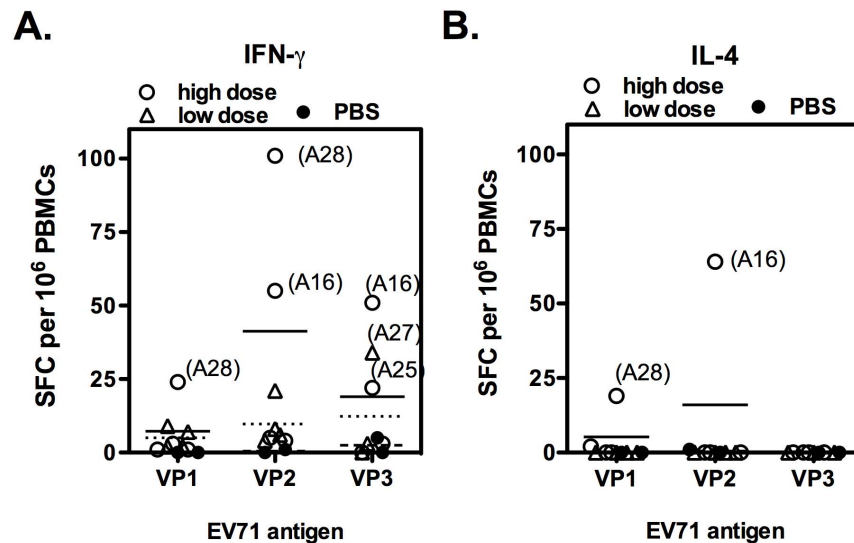 A.
IFN-γ
high dose
low dose
PBS
SFC per 10⁶ PBMCs
100
75
50
25
0
(A28)
(A28)
(A16)
(A16)
(A27)
(A25)
VP1 VP2 VP3
EV71 antigen
B.
IL-4
high dose
low dose
PBS
SFC per 10⁶ PBMCs
100
75
50
25
0
(A28)
(A16)
VP1 VP2 VP3
EV71 antigen